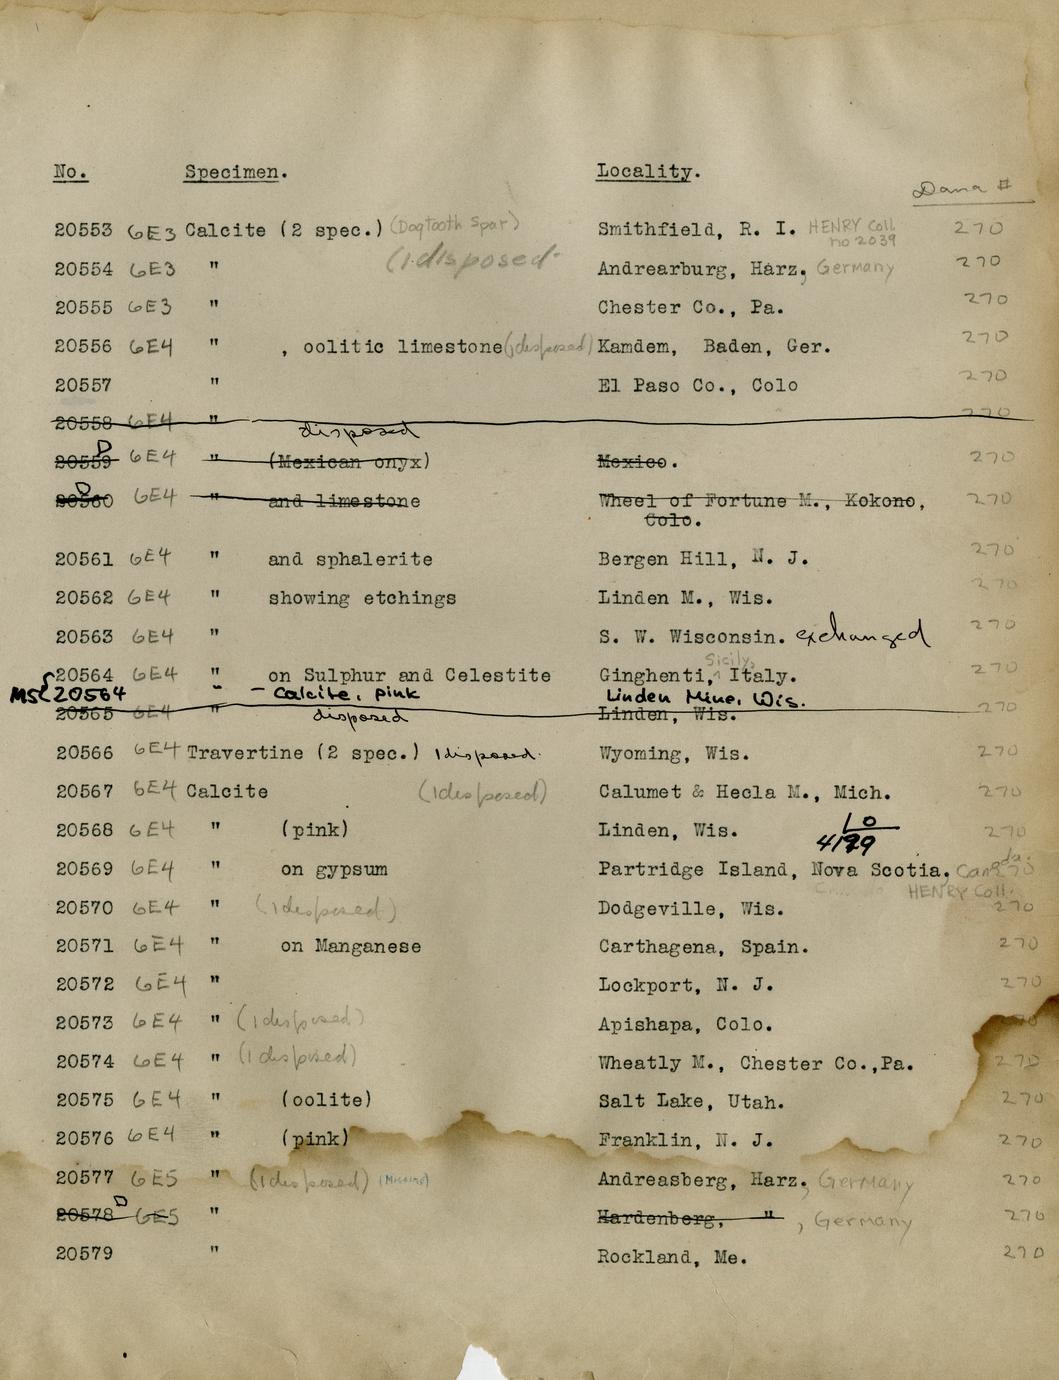 No. Specimen. Locality. Dana #
20553 6E3 Calcite (2 spec.) (Dogtooth Spar) Smithfield, R. I. HENRY Coll no 2039 270
20554 6E3 " (1 disposed Andrearburg, Harz, Germany 270
20555 6E3 " Chester Co., Pa. 270
20556 6E4 " , oolitic limestone (1 disposed) Kamdem, Baden, Ger. 270
20557 " El Paso Co., Colo 270
20558 6E4 " 270
disposed
20559 D 6E4 " (Mexican onyx) Mexico. 270
20560 D 6E4 " and limestone Wheel of Fortune M., Kokono, 270
Colo.
20561 6E4 " and sphalerite Bergen Hill, N. J. 270
20562 6E4 " showing etchings Linden M., Wis. 270
20563 6E4 " S. W. Wisconsin. exchanged 270
20564 6E4 " on Sulphur and Celestite Ginghenti, Sicily, Italy. 270
MSC 20564 " - Calcite, pink Linden Mine, Wis.
20565 6E4 disposed Linden, Wis. 270
20566 6E4 Travertine (2 spec.) 1 disposed. Wyoming, Wis. 270
20567 6E4 Calcite (1 disposed) Calumet & Hecla M., Mich. 270
20568 6E4 " (pink) Linden, Wis. 10 270
20569 6E4 " on gypsum Partridge Island, Nova Scotia. Canada. 270
HENRY Coll.
20570 6E4 " (1 disposed) Dodgeville, Wis. 270
20571 6E4 " on Manganese Carthagena, Spain. 270
20572 6E4 " Lockport, N. J. 270
20573 6E4 " (1 disposed) Apishapa, Colo. 270
20574 6E4 " (1 disposed) Wheatly M., Chester Co.,Pa. 270
20575 6E4 " (oolite) Salt Lake, Utah. 270
20576 6E4 " (pink) Franklin, N. J. 270
20577 6E5 " (1 disposed) (Missing) Andreasberg, Harz, Germany 270
20578 D 6E5 " Hardenberg, " , Germany 270
20579 " Rockland, Me. 270